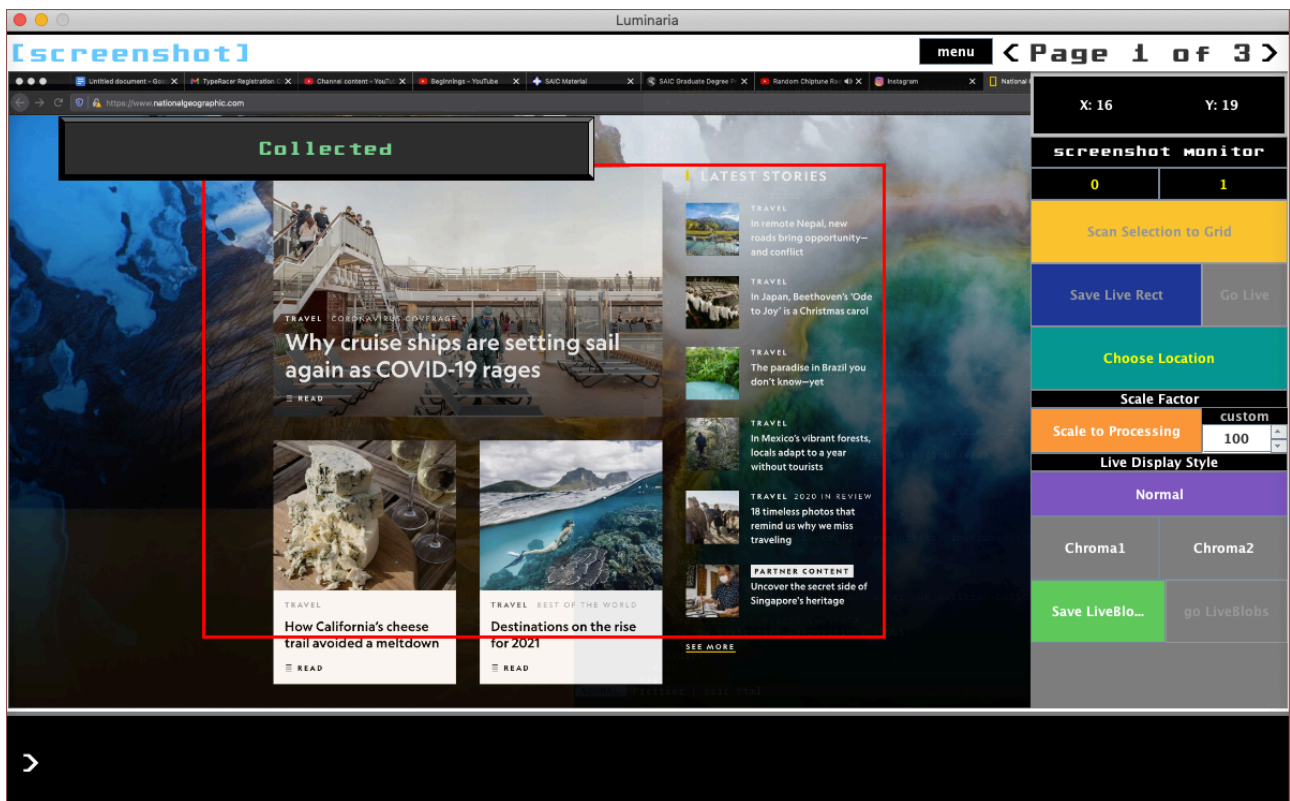 Luminaria
[screenshot]
menu
< Page 1 of 3 >
Untitled document - Goo
TypeRacer Registration C
Channel content - YouTub
Beginnings - YouTube
SAIC Material
SAIC Graduate Degree Pr
Random Chiptune Rad
Instagram
National
https://www.nationalgeographic.com
X: 16
Y: 19
Collected
screenshot monitor
0
1
Scan Selection to Grid
Save Live Rect
Go Live
Choose Location
Scale Factor
Scale to Processing
custom
100
Live Display Style
Normal
Chroma1
Chroma2
Save LiveBlo...
go LiveBlobs
TRAVEL CORONAVIRUS COVERAGE
Why cruise ships are setting sail
again as COVID-19 rages
READ
LATEST STORIES
TRAVEL
In remote Nepal, new
roads bring opportunity—
and conflict
TRAVEL
In Japan, Beethoven's 'Ode
to Joy' is a Christmas carol
TRAVEL
The paradise in Brazil you
don't know—yet
TRAVEL
In Mexico's vibrant forests,
locals adapt to a year
without tourists
TRAVEL 2020 IN REVIEW
18 timeless photos that
remind us why we miss
traveling
PARTNER CONTENT
Uncover the secret side of
Singapore's heritage
SEE MORE
TRAVEL
How California's cheese
trail avoided a meltdown
READ
TRAVEL BEST OF THE WORLD
Destinations on the rise
for 2021
READ
>